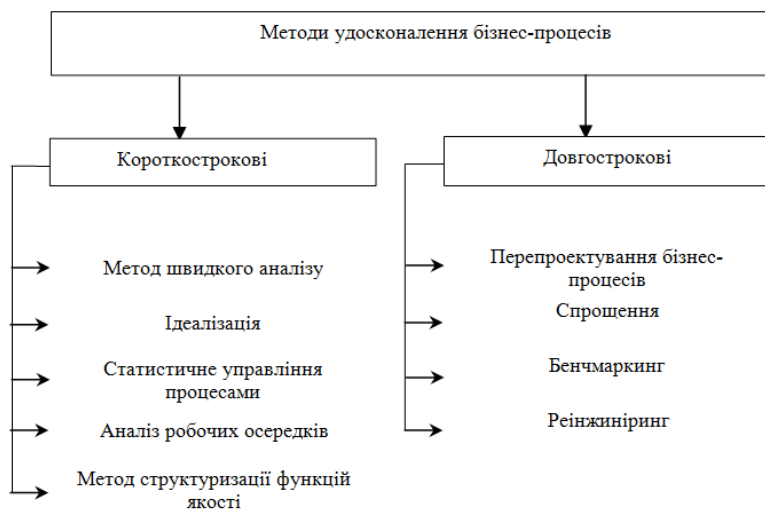 Методи удосконалення бізнес-процесів
Короткострокові
Довгострокові
Метод швидкого аналізу
Ідеалізація
Статистичне управління
процесами
Аналіз робочих осередків
Метод структуризації функцій
якості
Перепроектування бізнес-
процесів
Спрощення
Бенчмаркинг
Реінжиніринг